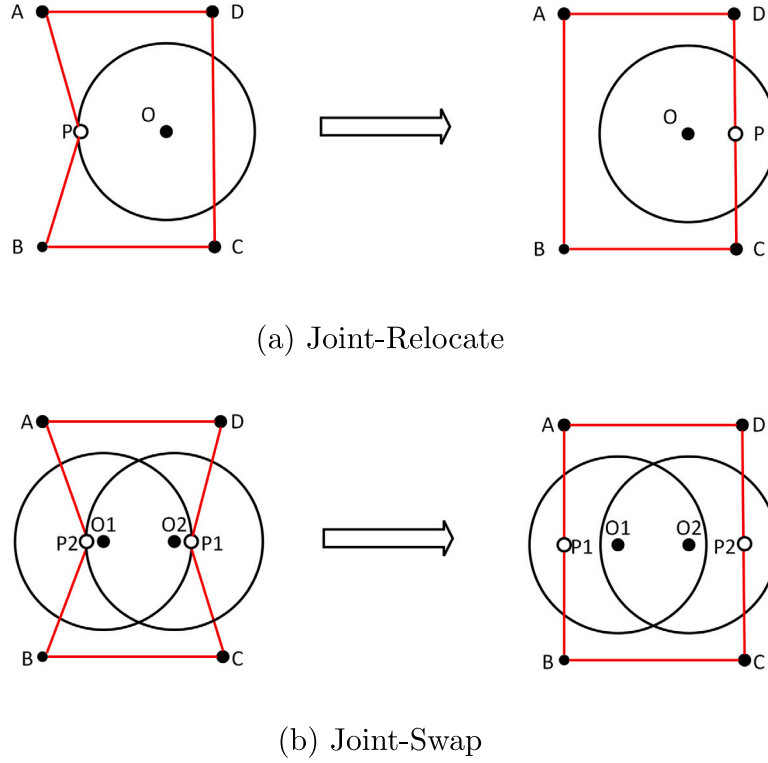 A D A D
O O
P P
B C B C
(a) Joint-Relocate
A D A D
O1 O2 O1 O2
P2 P1 P1 P2
B C B C
(b) Joint-Swap